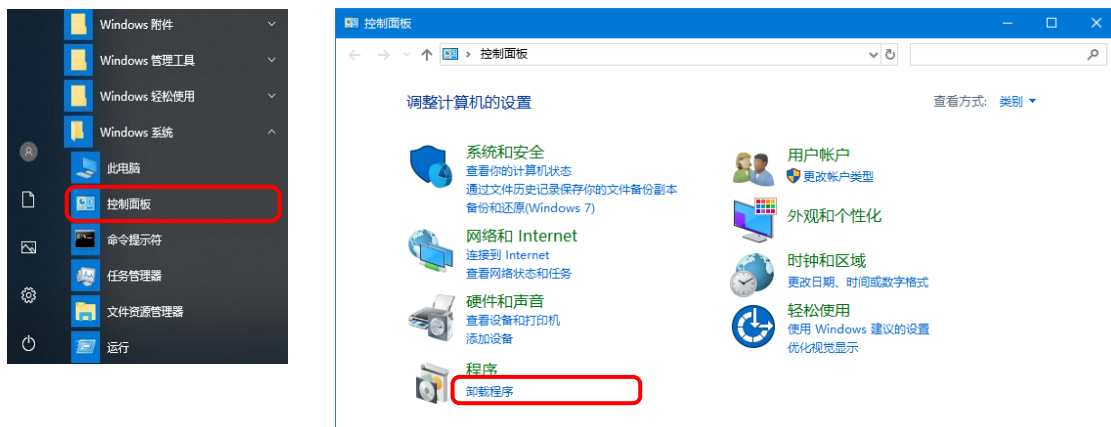 Windows 附件
Windows 管理工具
Windows 轻松使用
Windows 系统
此电脑
控制面板
命令提示符
任务管理器
文件资源管理器
运行
控制面板
控制面板
调整计算机的设置
查看方式: 类别
系统和安全
查看你的计算机状态
通过文件历史记录保存你的文件备份副本
备份和还原(Windows 7)
网络和 Internet
连接到 Internet
查看网络状态和任务
硬件和声音
查看设备和打印机
添加设备
程序
卸载程序
用户帐户
更改帐户类型
外观和个性化
时钟和区域
更改日期、时间或数字格式
轻松使用
使用 Windows 建议的设置
优化视觉显示